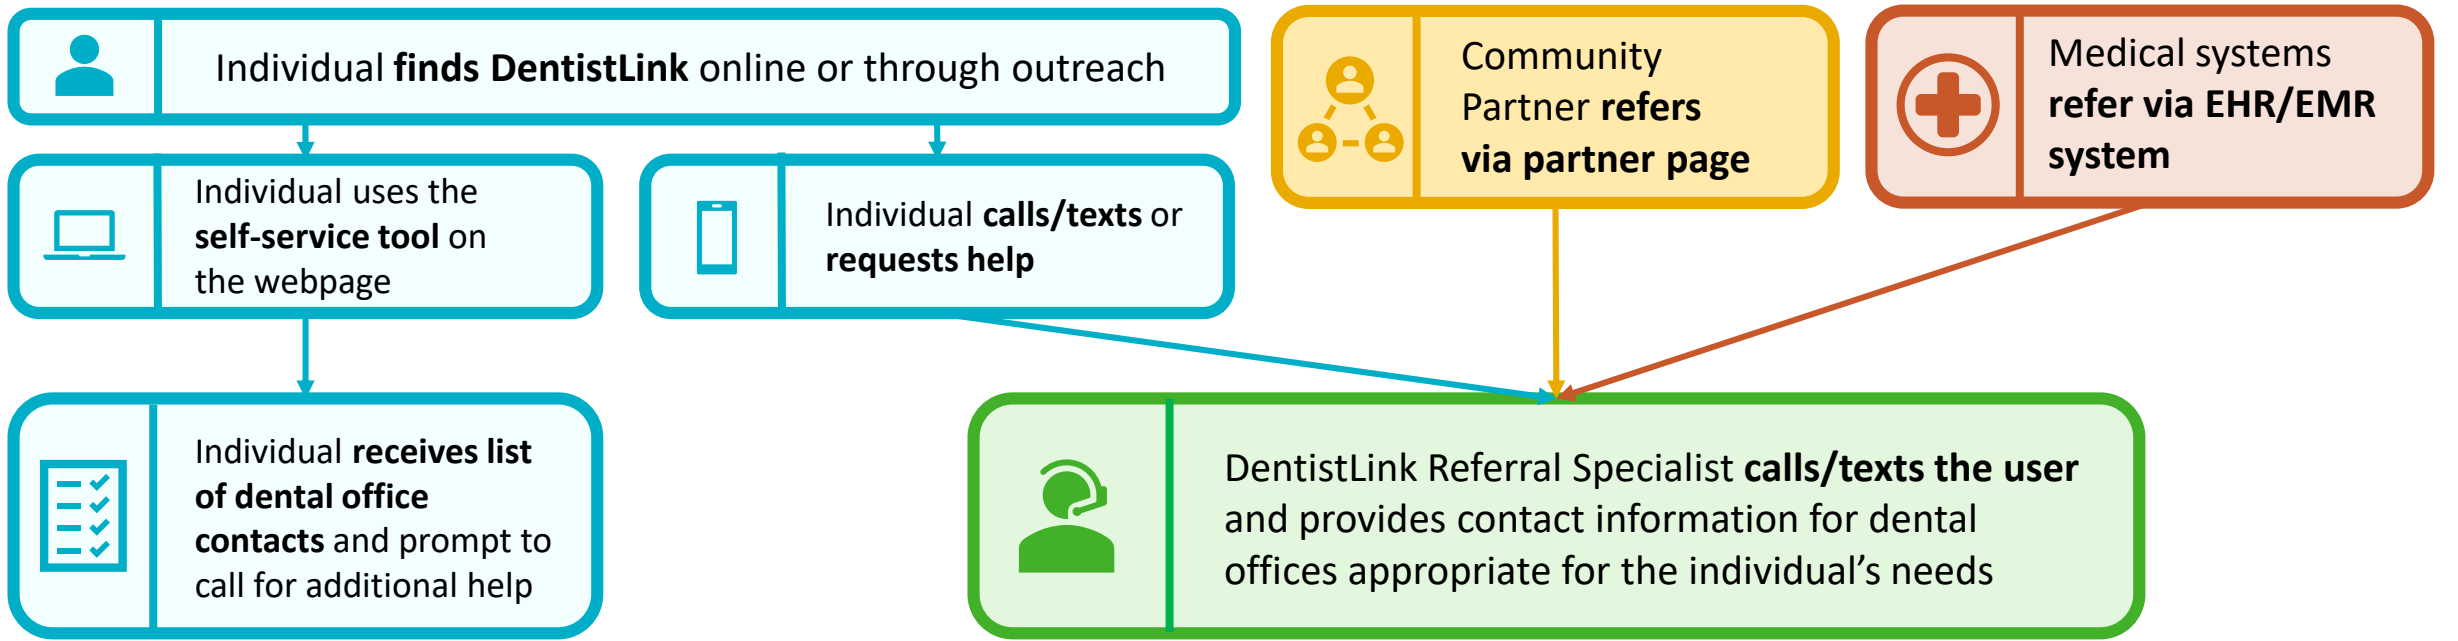 Individual finds DentistLink online or through outreach
Community
Partner refers
via partner page
Medical systems
refer via EHR/EMR
system
Individual uses the
self-service tool on
the webpage
Individual calls/texts or
requests help
Individual receives list
of dental office
contacts and prompt to
call for additional help
DentistLink Referral Specialist calls/texts the user
and provides contact information for dental
offices appropriate for the individual’s needs